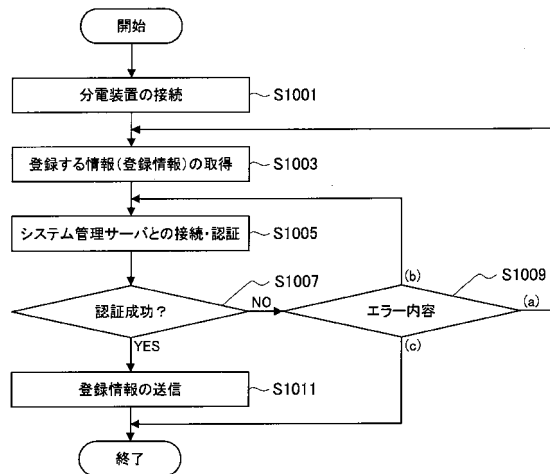 開始
分電装置の接続
S1001
登録する情報(登録情報)の取得
S1003
システム管理サーバとの接続・認証
S1005
認証成功?
S1007
NO
YES
エラー内容
S1009
(a)
(b)
(c)
登録情報の送信
S1011
終了